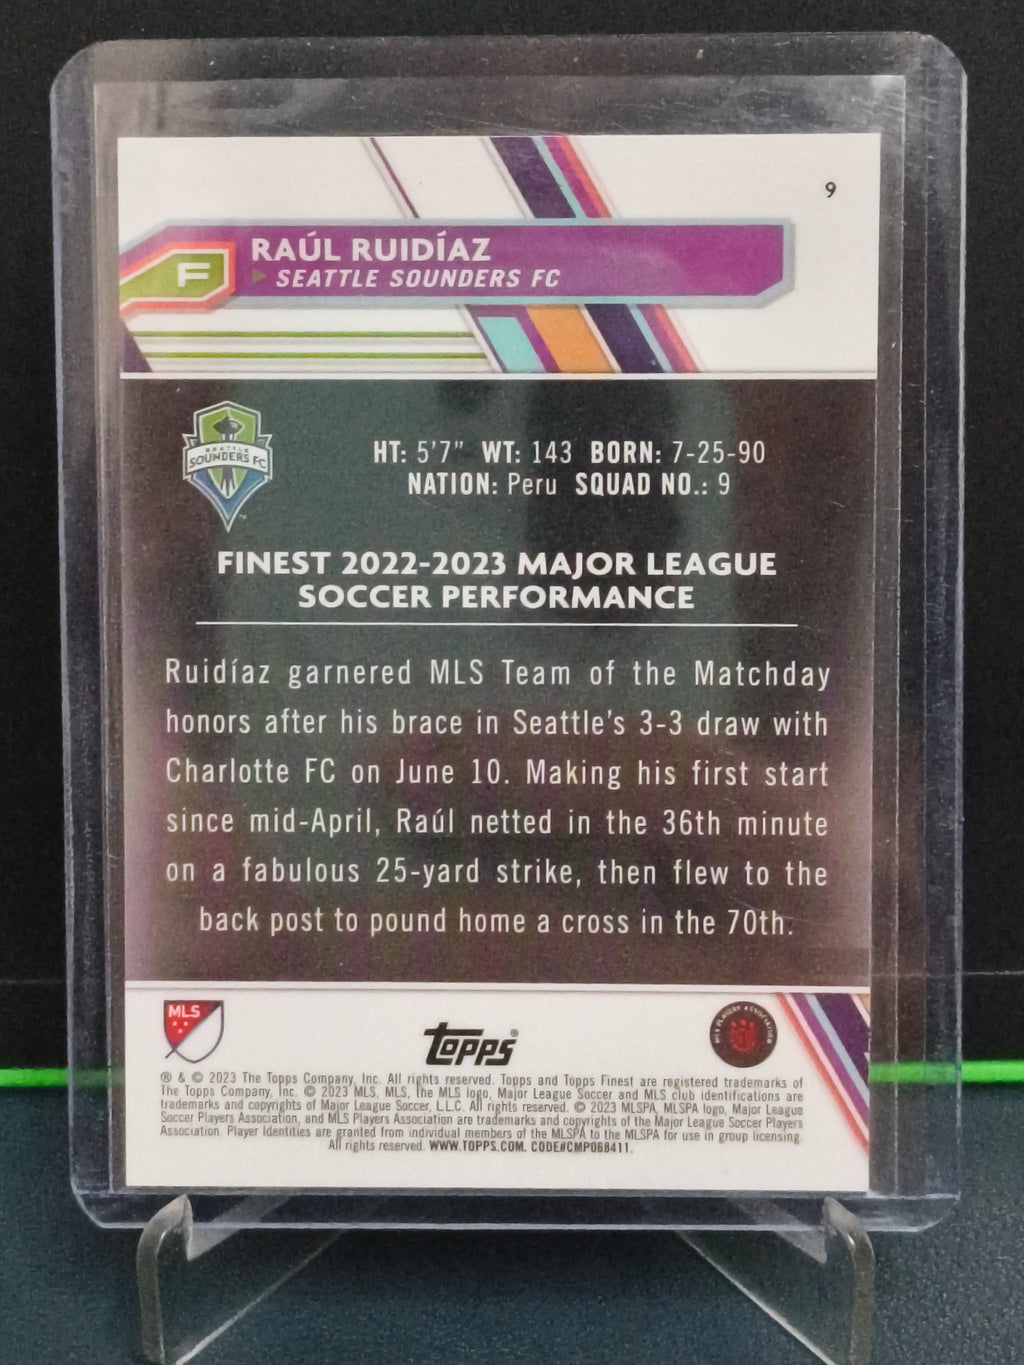 9
RAÚL RUIDÍAZ
F
SEATTLE SOUNDERS FC
SEATTLE
SOUNDERS FC
HT: 5'7" WT: 143 BORN: 7-25-90
NATION: Peru SQUAD NO.: 9
FINEST 2022-2023 MAJOR LEAGUE
SOCCER PERFORMANCE
Ruidíaz garnered MLS Team of the Matchday
honors after his brace in Seattle's 3-3 draw with
Charlotte FC on June 10. Making his first start
since mid-April, Raúl netted in the 36th minute
on a fabulous 25-yard strike, then flew to the
back post to pound home a cross in the 70th.
MLS
topps®
MLS PLAYERS ASSOCIATION
® & © 2023 The Topps Company, Inc. All rights reserved. Topps and Topps Finest are registered trademarks of
The Topps Company, Inc. © 2023 MLS, MLS, the MLS logo, Major League Soccer and MLS club identifications are
trademarks and copyrights of Major League Soccer, L.L.C. All rights reserved. © 2023 MLSPA, MLSPA logo, Major League
Soccer Players Association, and MLS Players Association are trademarks and copyrights of the Major League Soccer Players
Association. Player Identities are granted from individual members of the MLSPA to the MLSPA for use in group licensing.
All rights reserved. WWW.TOPPS.COM. CODE#CMP068411.